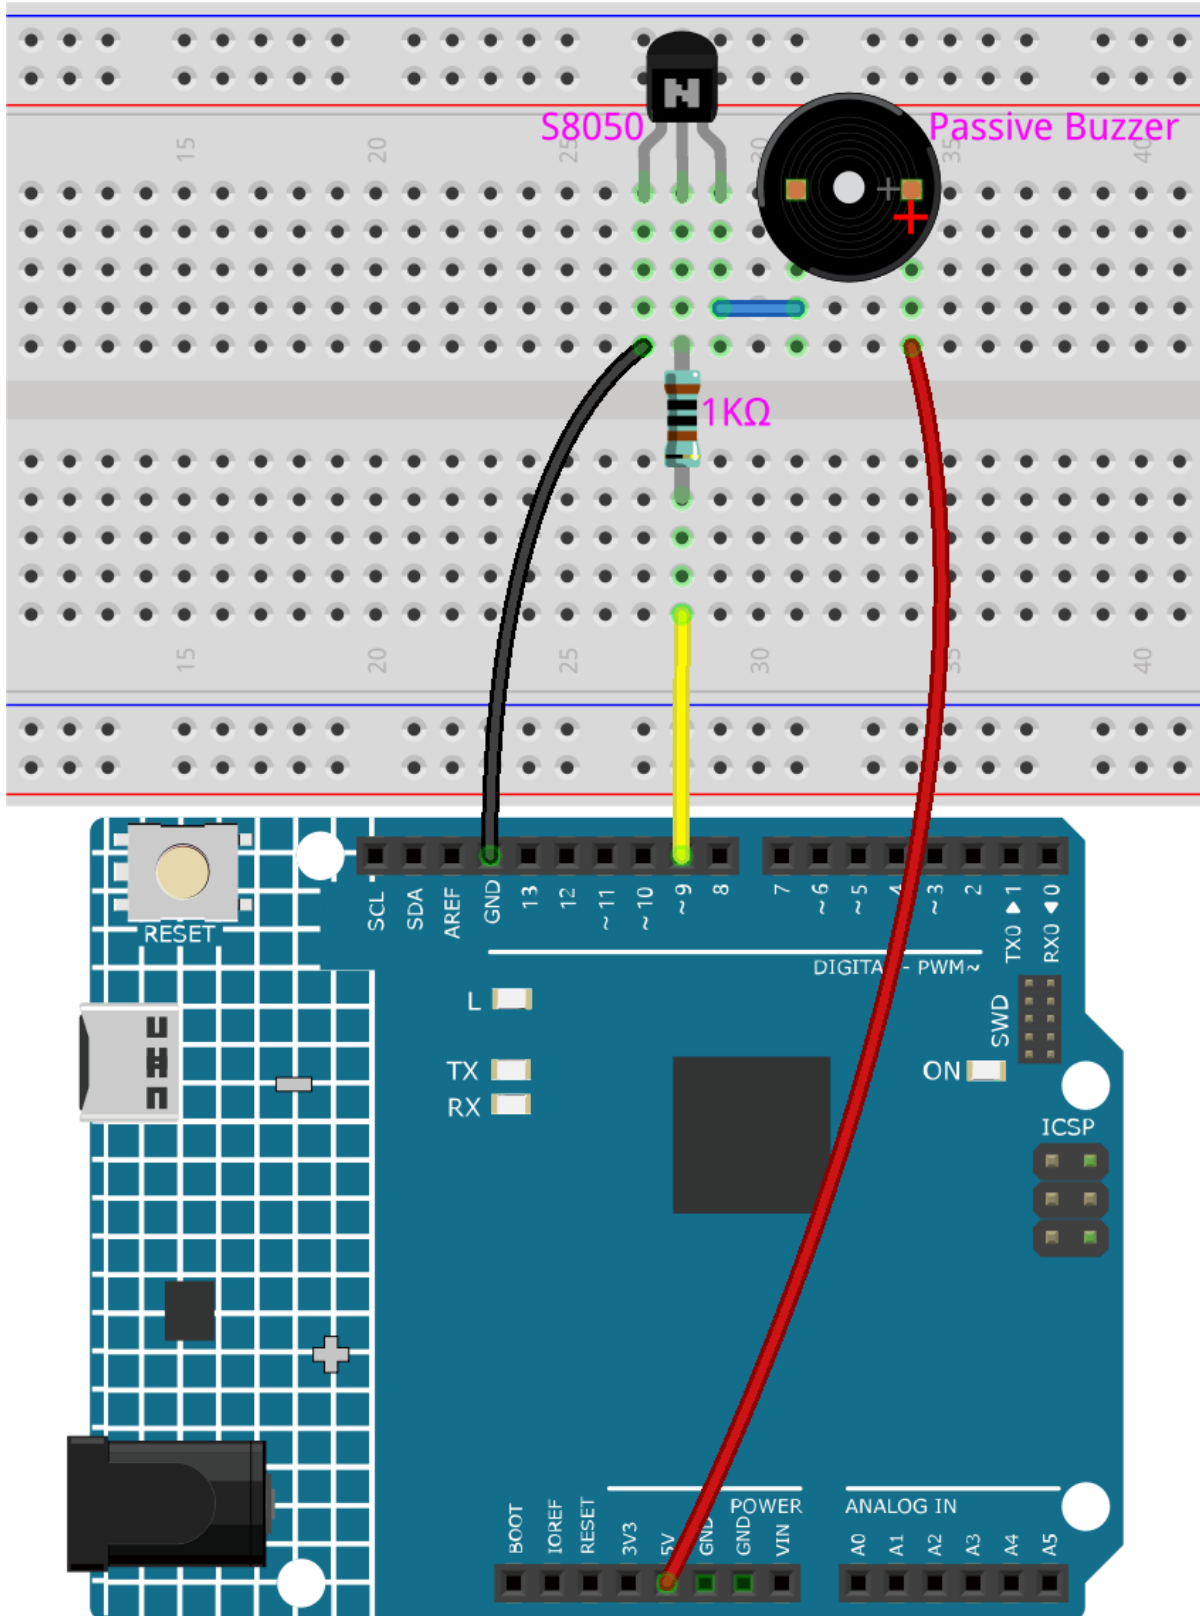 S8050
Passive Buzzer
15
20
25
35
40
1KΩ
15
20
25
30
35
40
RESET
SCL
SDA
AREF
GND
13
12
~11
~10
~9
8
7
~6
~5
4
~3
2
TX0▶1
RX0◀0
DIGITAL - PWM~
L
TX
RX
SWD
ON
ICSP
BOOT
IOREF
RESET
3V3
5V
GND
GND
VIN
POWER
ANALOG IN
A0
A1
A2
A3
A4
A5